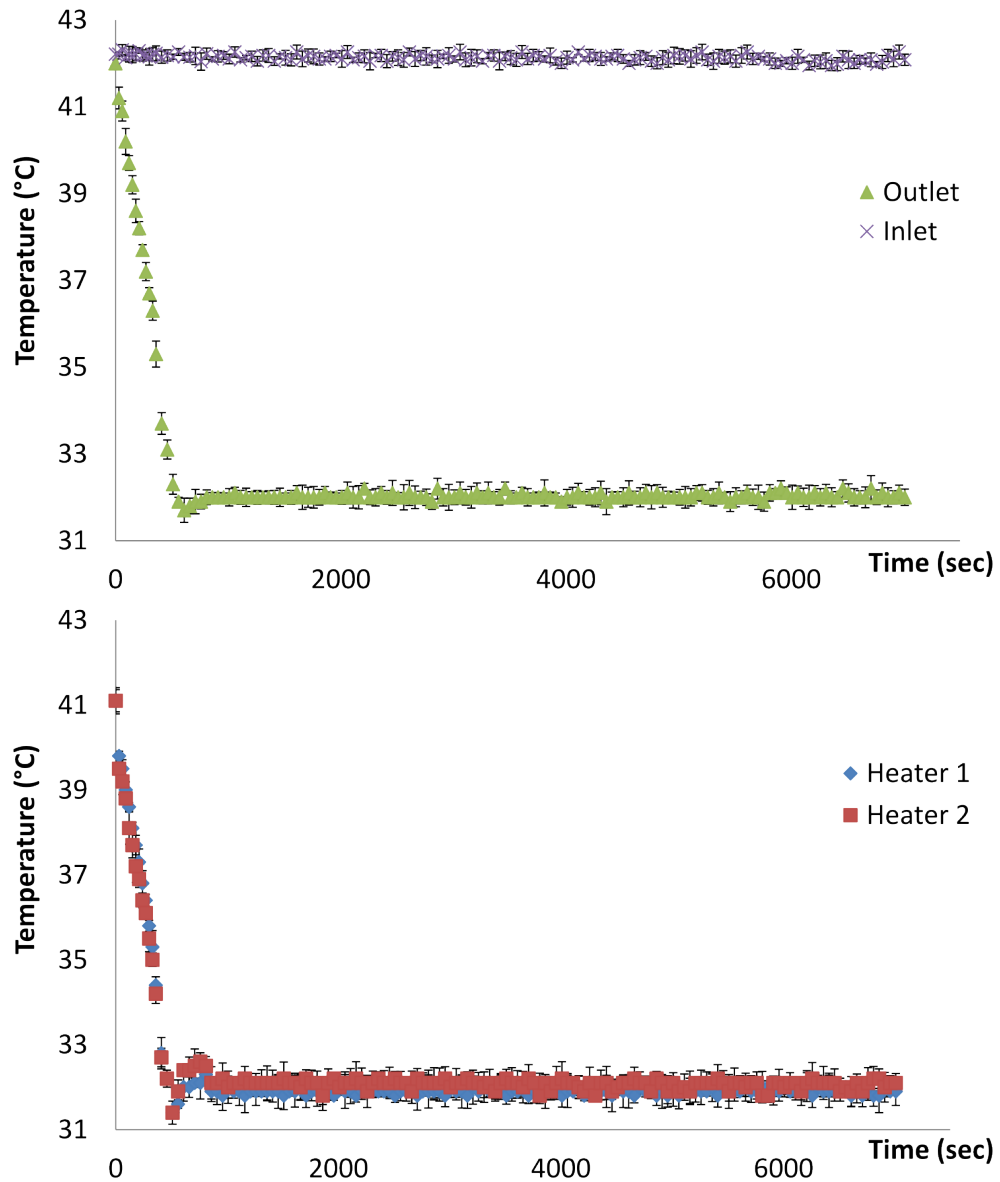 43
41
39
37
35
33
31
Temperature (°C)
Outlet
Inlet
0 2000 4000 6000
Time (sec)
43
41
39
37
35
33
31
Temperature (°C)
Heater 1
Heater 2
0 2000 4000 6000
Time (sec)